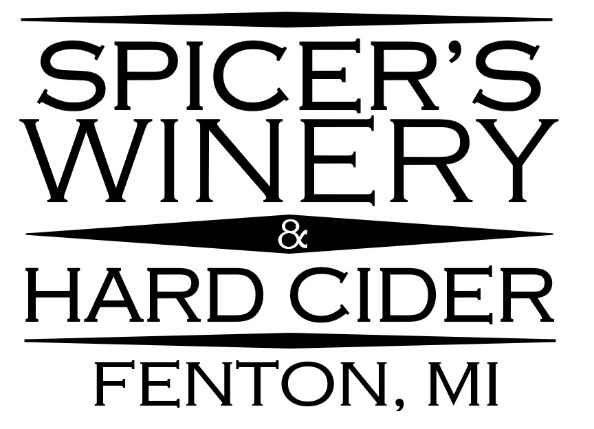 SPICER'S
WINERY
&
HARD CIDER
FENTON, MI